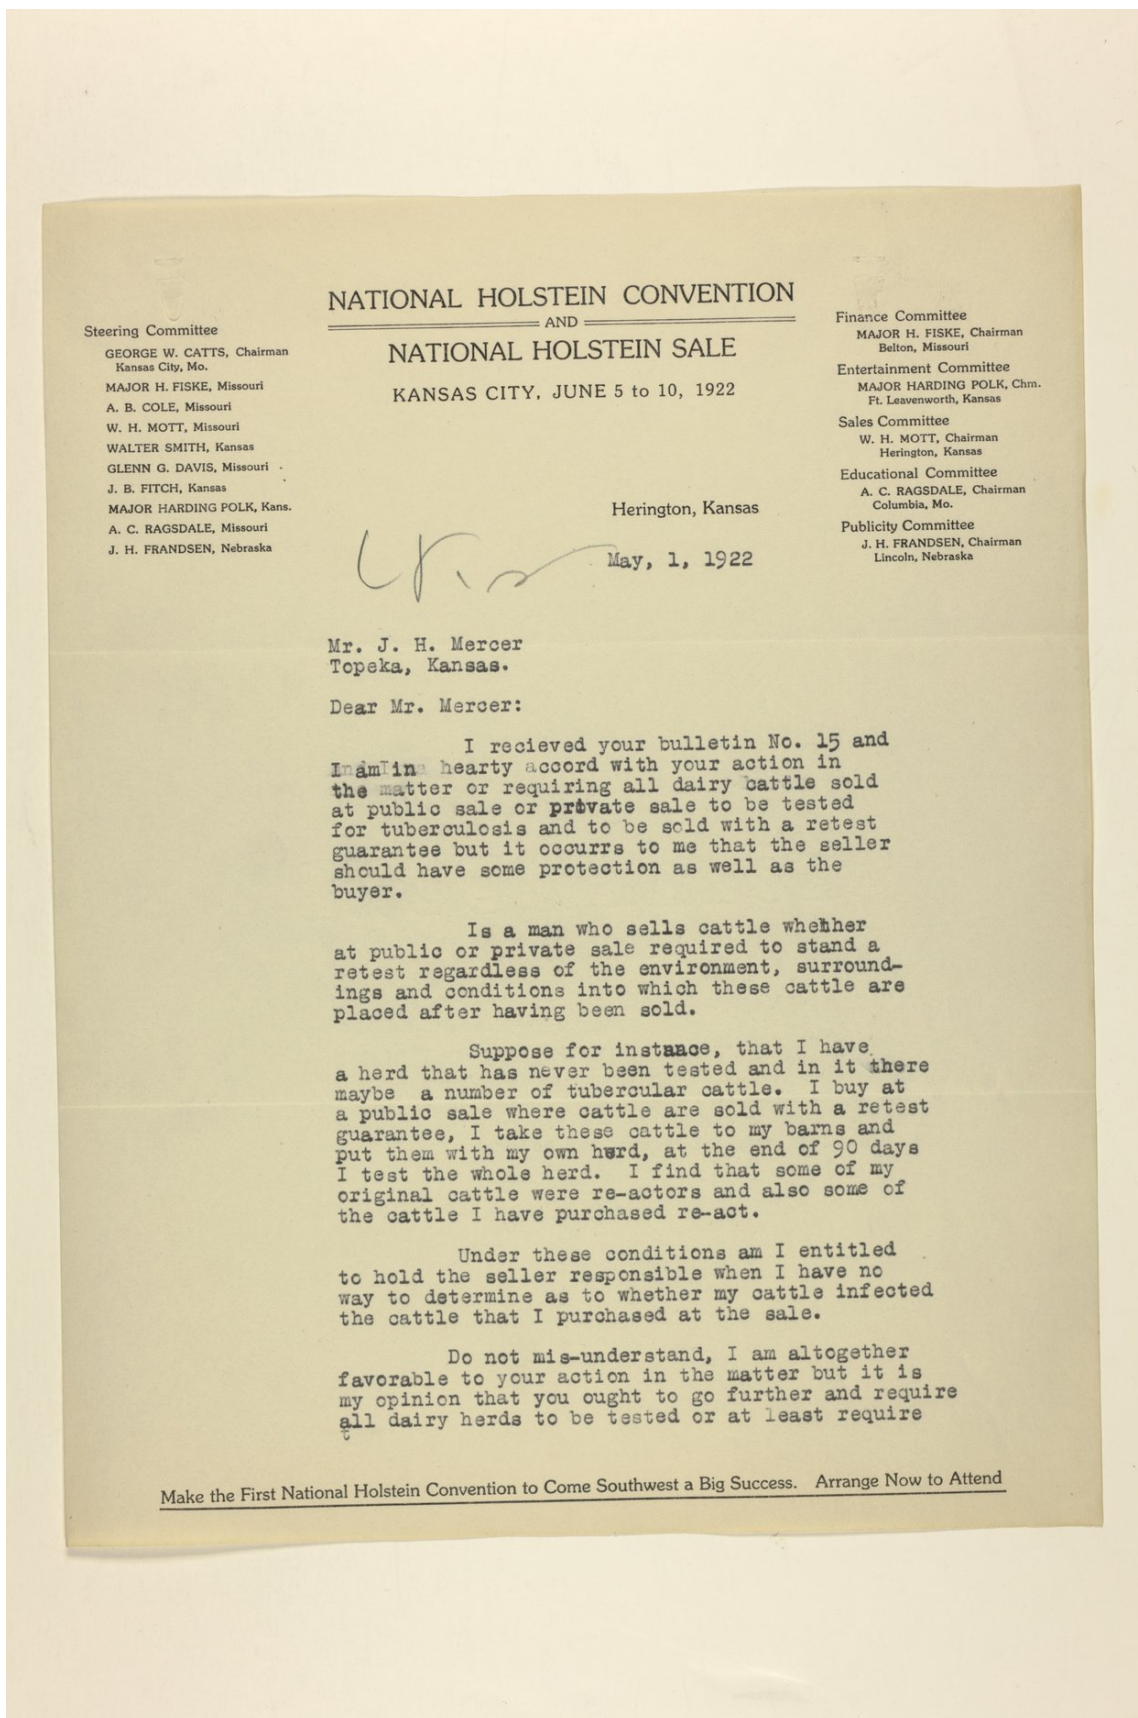 NATIONAL HOLSTEIN CONVENTION
AND
NATIONAL HOLSTEIN SALE
KANSAS CITY, JUNE 5 to 10, 1922
Steering Committee
GEORGE W. CATTS, Chairman
Kansas City, Mo.
MAJOR H. FISKE, Missouri
A. B. COLE, Missouri
W. H. MOTT, Missouri
WALTER SMITH, Kansas
GLENN G. DAVIS, Missouri
J. B. FITCH, Kansas
MAJOR HARDING POLK, Kans.
A. C. RAGSDALE, Missouri
J. H. FRANDSEN, Nebraska
Finance Committee
MAJOR H. FISKE, Chairman
Belton, Missouri
Entertainment Committee
MAJOR HARDING POLK, Chm.
Ft. Leavenworth, Kansas
Sales Committee
W. H. MOTT, Chairman
Herington, Kansas
Educational Committee
A. C. RAGSDALE, Chairman
Columbia, Mo.
Publicity Committee
J. H. FRANDSEN, Chairman
Lincoln, Nebraska
Herington, Kansas
May, 1, 1922
Mr. J. H. Mercer
Topeka, Kansas.
Dear Mr. Mercer:
I recieved your bulletin No. 15 and
I am in hearty accord with your action in
the matter or requiring all dairy cattle sold
at public sale or private sale to be tested
for tuberculosis and to be sold with a retest
guarantee but it occurrs to me that the seller
should have some protection as well as the
buyer.
Is a man who sells cattle whether
at public or private sale required to stand a
retest regardless of the environment, surround-
ings and conditions into which these cattle are
placed after having been sold.
Suppose for instaace, that I have
a herd that has never been tested and in it there
maybe a number of tubercular cattle. I buy at
a public sale where cattle are sold with a retest
guarantee, I take these cattle to my barns and
put them with my own herd, at the end of 90 days
I test the whole herd. I find that some of my
original cattle were re-actors and also some of
the cattle I have purchased re-act.
Under these conditions am I entitled
to hold the seller responsible when I have no
way to determine as to whether my cattle infected
the cattle that I purchased at the sale.
Do not mis-understand, I am altogether
favorable to your action in the matter but it is
my opinion that you ought to go further and require
all dairy herds to be tested or at least require
t
Make the First National Holstein Convention to Come Southwest a Big Success. Arrange Now to Attend